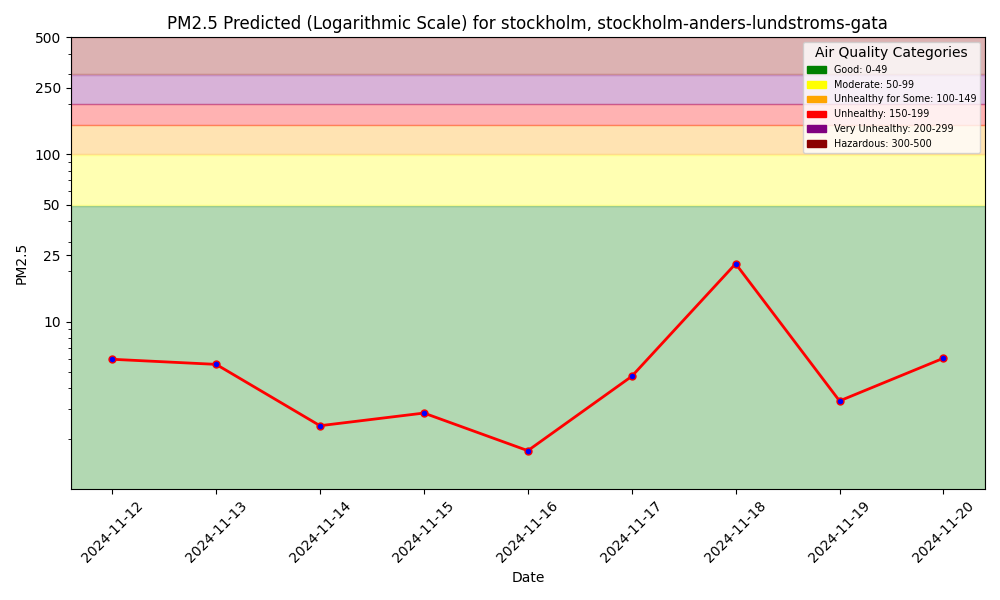 PM2.5 Predicted (Logarithmic Scale) for stockholm, stockholm-anders-lundstroms-gata
500
250
100
50
25
10
PM2.5
Air Quality Categories
Good: 0-49
Moderate: 50-99
Unhealthy for Some: 100-149
Unhealthy: 150-199
Very Unhealthy: 200-299
Hazardous: 300-500
2024-11-12
2024-11-13
2024-11-14
2024-11-15
2024-11-16
2024-11-17
2024-11-18
2024-11-19
2024-11-20
Date